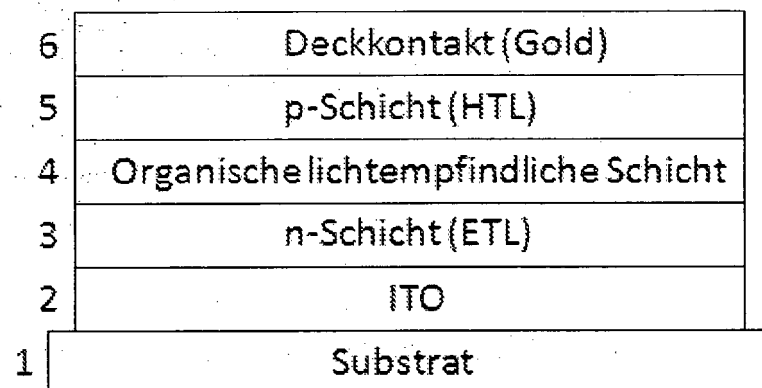 6 Deckkontakt (Gold)
5 p-Schicht (HTL)
4 Organische lichtempfindliche Schicht
3 n-Schicht (ETL)
2 ITO
1 Substrat